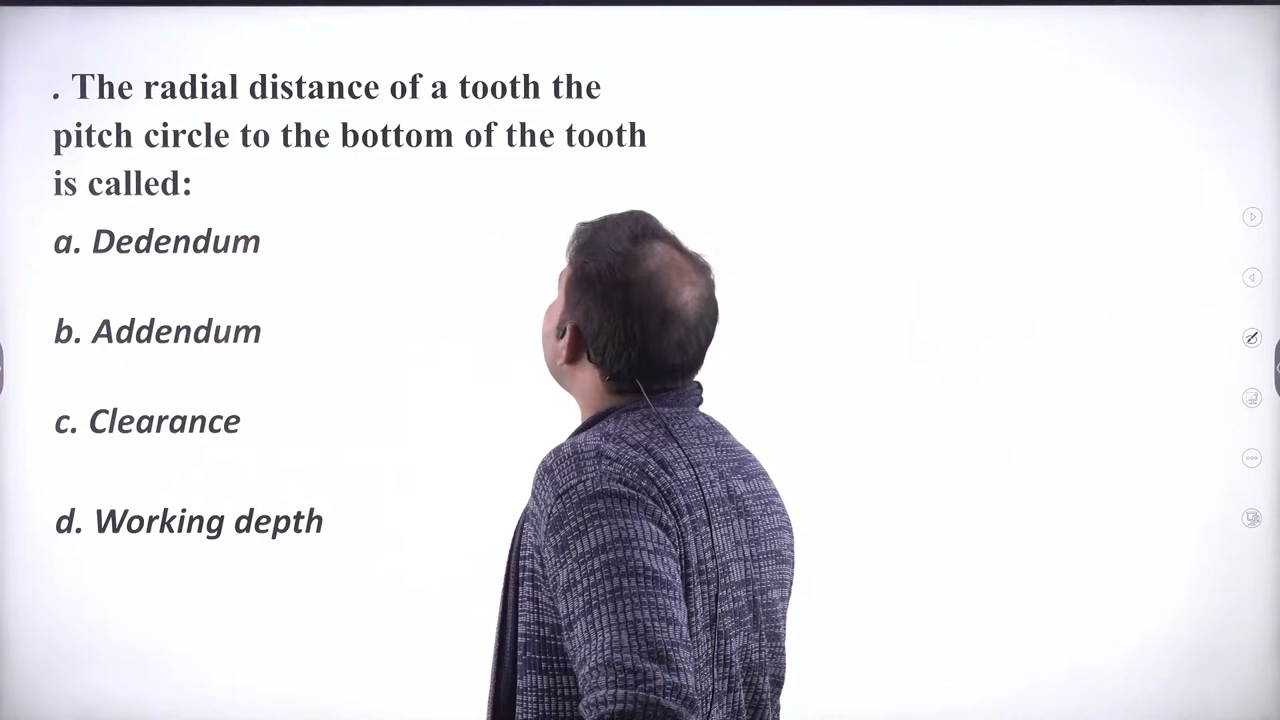 . The radial distance of a tooth the
pitch circle to the bottom of the tooth
is called:
a. Dedendum
b. Addendum
c. Clearance
d. Working depth